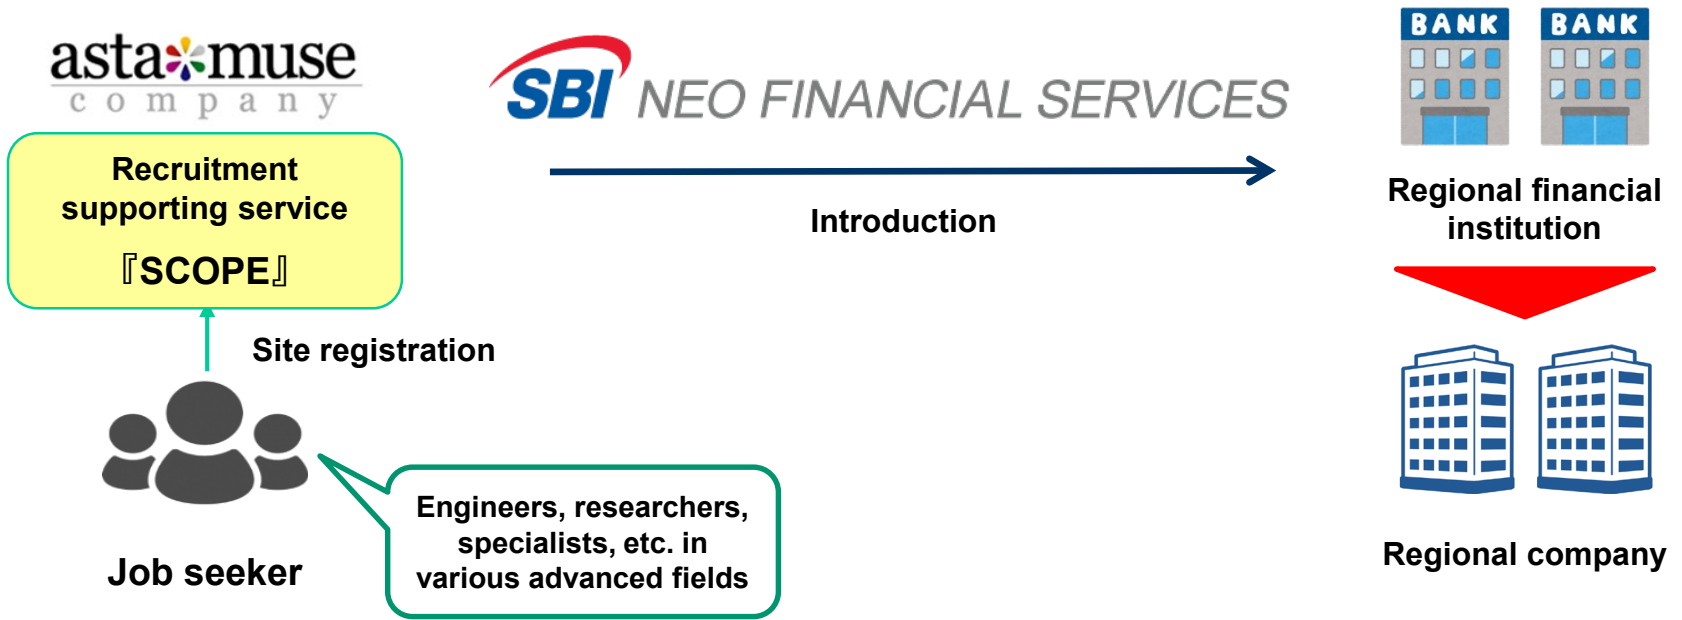 asta*muse
company
Recruitment
supporting service
『SCOPE』
Site registration
Job seeker
Engineers, researchers,
specialists, etc. in
various advanced fields
SBI NEO FINANCIAL SERVICES
Introduction
BANK
BANK
Regional financial
institution
Regional company